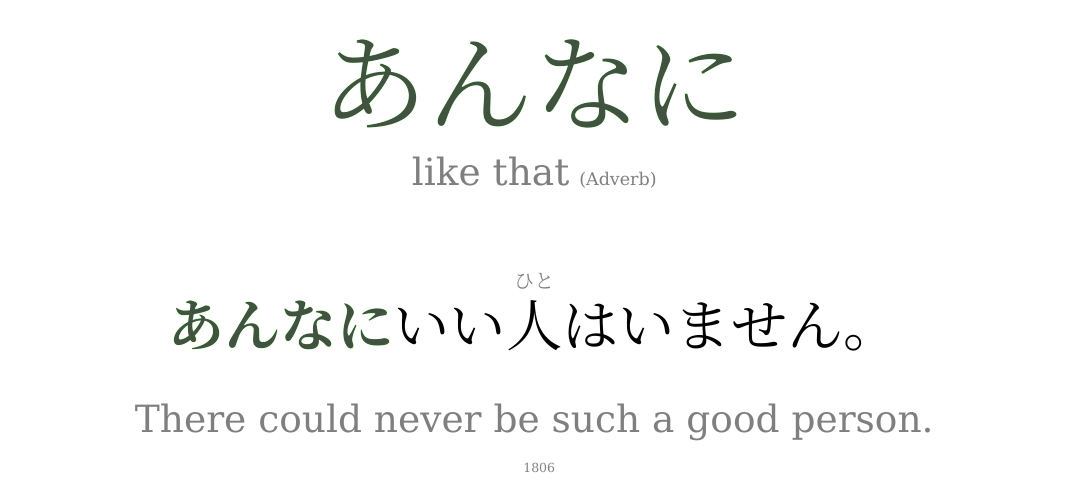 あんなに
like that (Adverb)
ひと
あんなにいい人はいません。
There could never be such a good person.
1806